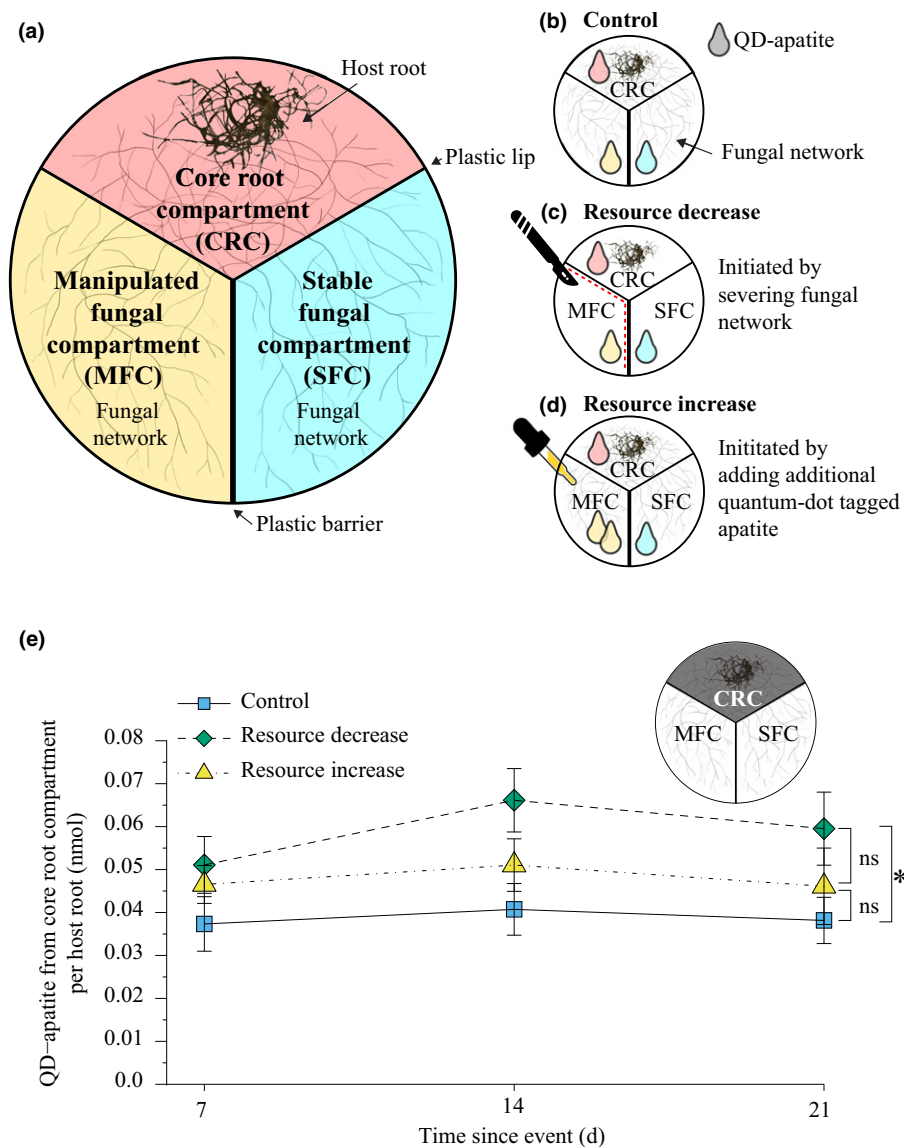 (a)
Host root
Plastic lip
Core root
compartment
(CRC)
Manipulated
fungal
compartment
(MFC)
Fungal
network
Stable
fungal
compartment
(SFC)
Fungal
network
Plastic barrier
(b) Control
QD-apatite
CRC
Fungal network
(c) Resource decrease
CRC
MFC
SFC
Initiated by
severing fungal
network
(d) Resource increase
CRC
MFC
SFC
Inititated by
adding additional
quantum-dot tagged
apatite
(e)
Control
Resource decrease
Resource increase
CRC
MFC
SFC
QD–apatite from core root compartment
per host root (nmol)
0.08
0.07
0.06
0.05
0.04
0.03
0.02
0.01
0.0
ns
ns
*
7
14
21
Time since event (d)